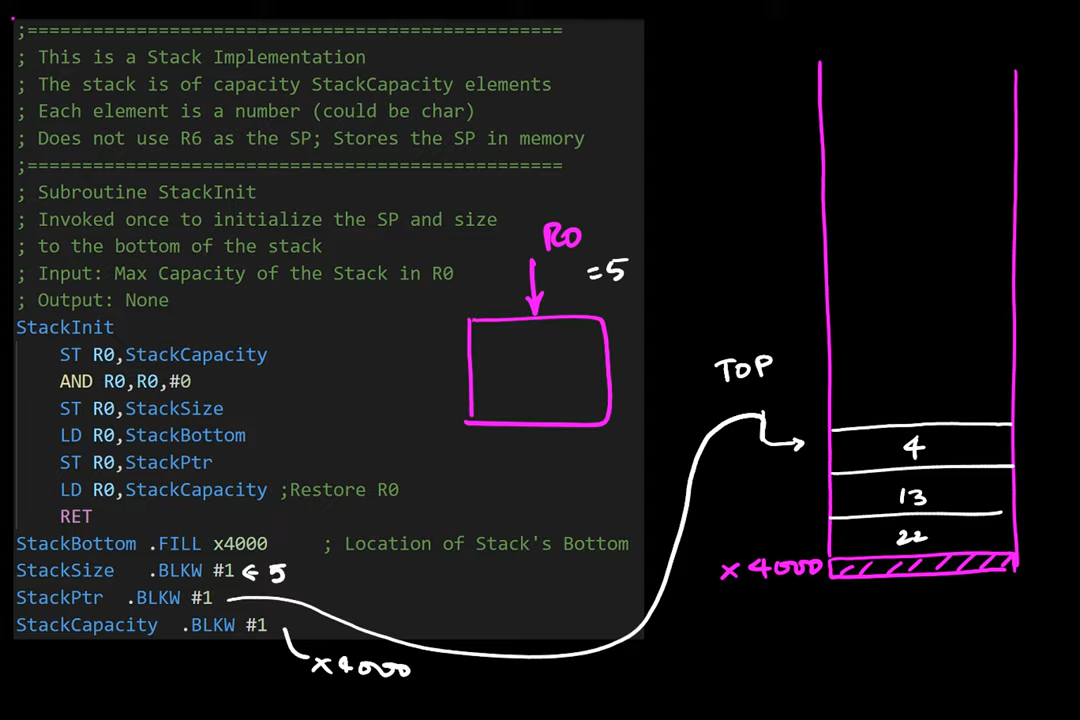 ;=================================================
; This is a Stack Implementation
; The stack is of capacity StackCapacity elements
; Each element is a number (could be char)
; Does not use R6 as the SP; Stores the SP in memory
;=================================================
; Subroutine StackInit
; Invoked once to initialize the SP and size
; to the bottom of the stack
; Input: Max Capacity of the Stack in R0
; Output: None
StackInit
ST R0,StackCapacity
AND R0,R0,#0
ST R0,StackSize
LD R0,StackBottom
ST R0,StackPtr
LD R0,StackCapacity ;Restore R0
RET
StackBottom .FILL x4000 ; Location of Stack's Bottom
StackSize .BLKW #1 ← 5
StackPtr .BLKW #1
StackCapacity .BLKW #1
x4000
R0
=5
TOP
4
13
22
x4000